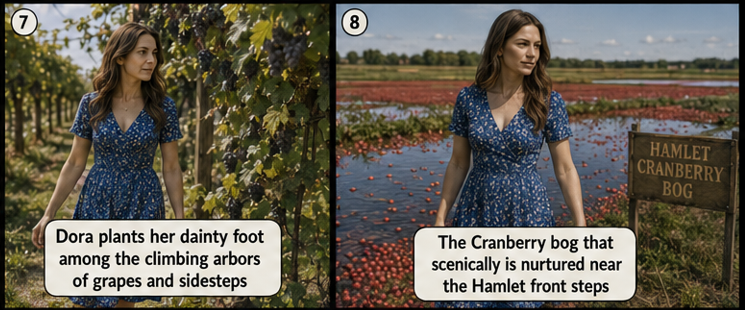 7
Dora plants her dainty foot
among the climbing arbors
of grapes and sidesteps
8
HAMLET
CRANBERRY
BOG
The Cranberry bog that
scenically is nurtured near
the Hamlet front steps